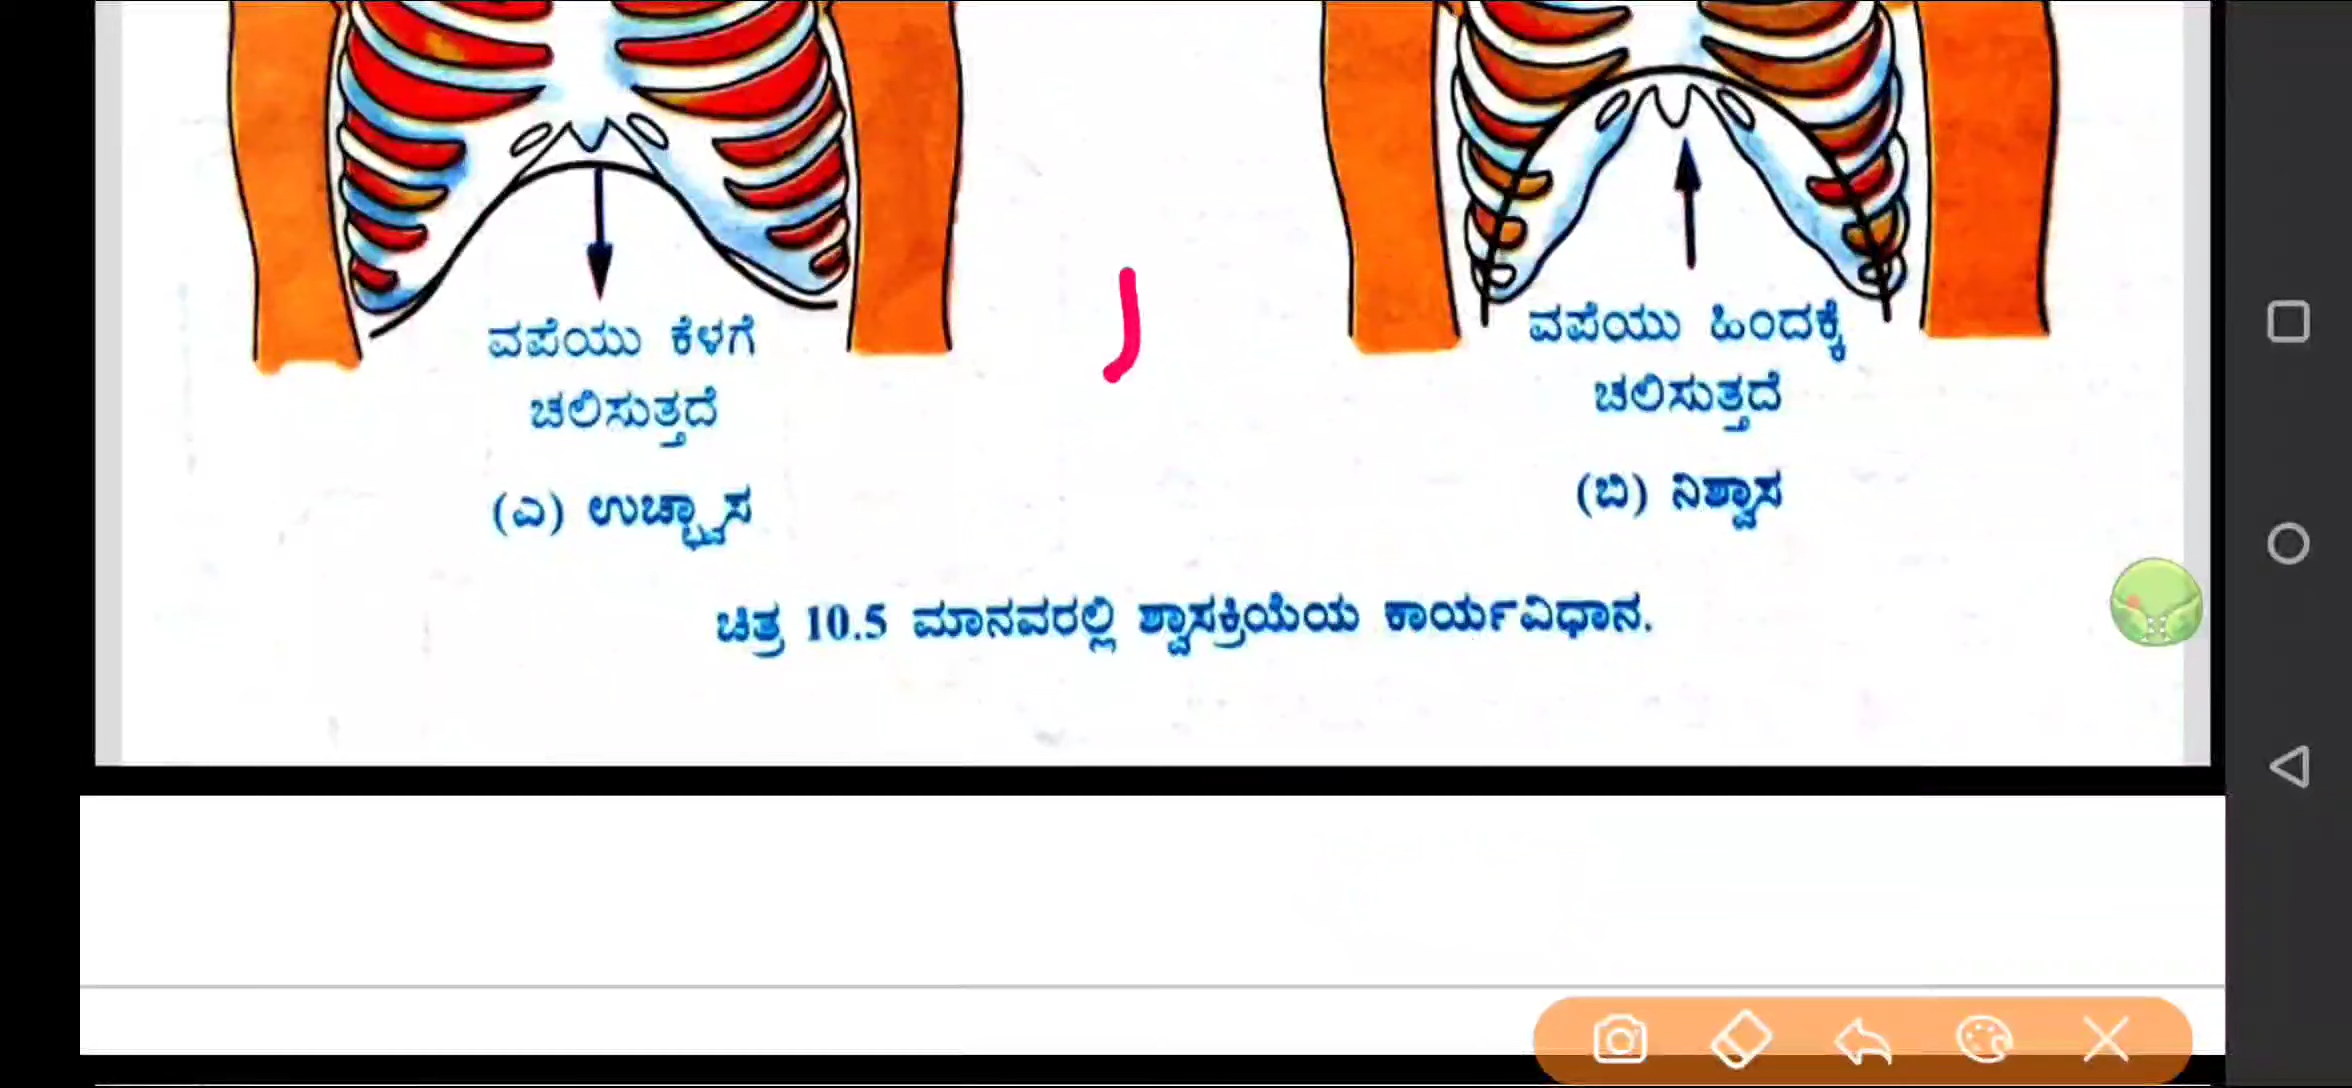 ವಪೆಯು ಕೆಳಗೆ
ಚಲಿಸುತ್ತದೆ
(ಎ) ಉಚ್ಛ್ವಾಸ
ವಪೆಯು ಹಿಂದಕ್ಕೆ
ಚಲಿಸುತ್ತದೆ
(ಬಿ) ನಿಶ್ವಾಸ
ಚಿತ್ರ 10.5 ಮಾನವರಲ್ಲಿ ಶ್ವಾಸಕ್ರಿಯೆಯ ಕಾರ್ಯವಿಧಾನ.